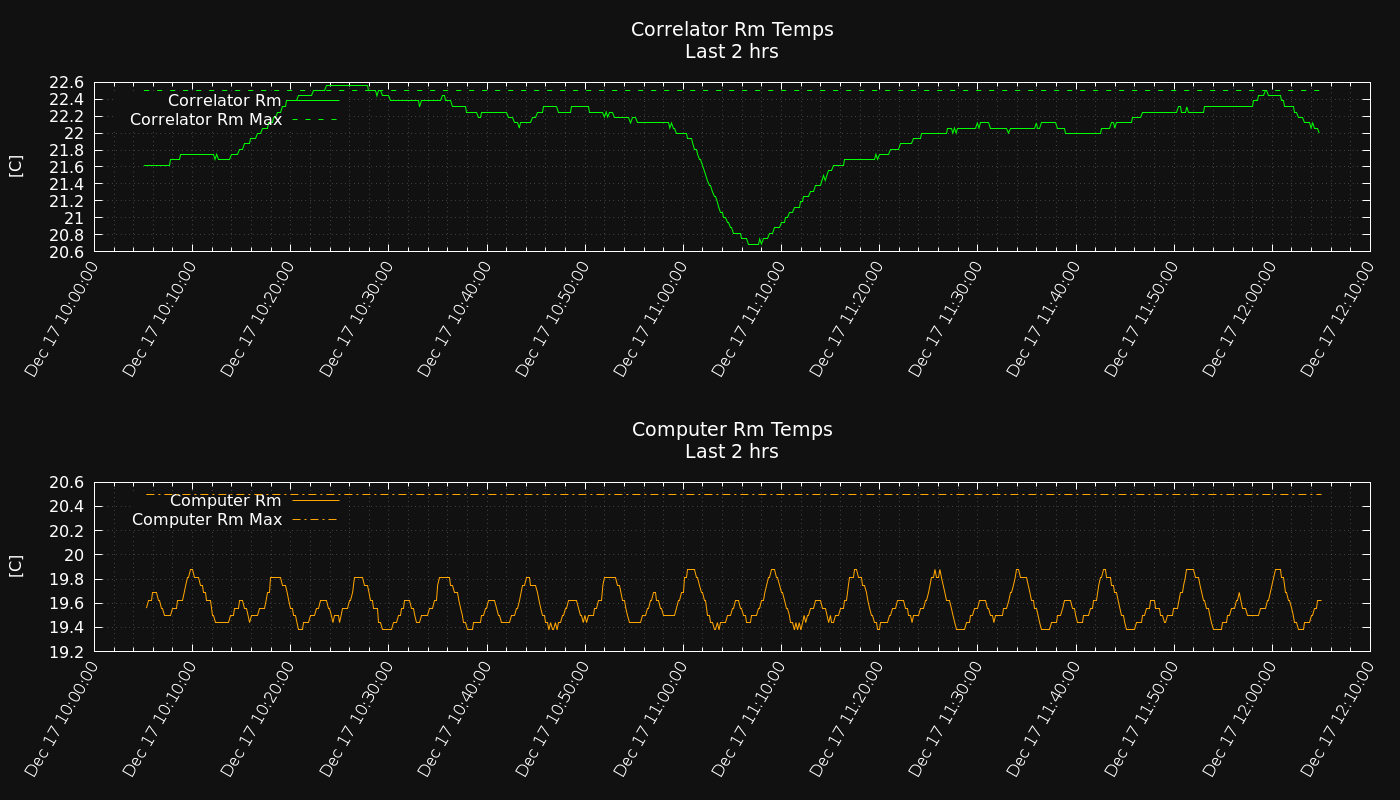 Correlator Rm Temps
Last 2 hrs
[C]
22.6
22.4
22.2
22
21.8
21.6
21.4
21.2
21
20.8
20.6
Correlator Rm
Correlator Rm Max
Dec 17 10:00:00
Dec 17 10:10:00
Dec 17 10:20:00
Dec 17 10:30:00
Dec 17 10:40:00
Dec 17 10:50:00
Dec 17 11:00:00
Dec 17 11:10:00
Dec 17 11:20:00
Dec 17 11:30:00
Dec 17 11:40:00
Dec 17 11:50:00
Dec 17 12:00:00
Dec 17 12:10:00
Computer Rm Temps
Last 2 hrs
[C]
20.6
20.4
20.2
20
19.8
19.6
19.4
19.2
Computer Rm
Computer Rm Max
Dec 17 10:00:00
Dec 17 10:10:00
Dec 17 10:20:00
Dec 17 10:30:00
Dec 17 10:40:00
Dec 17 10:50:00
Dec 17 11:00:00
Dec 17 11:10:00
Dec 17 11:20:00
Dec 17 11:30:00
Dec 17 11:40:00
Dec 17 11:50:00
Dec 17 12:00:00
Dec 17 12:10:00